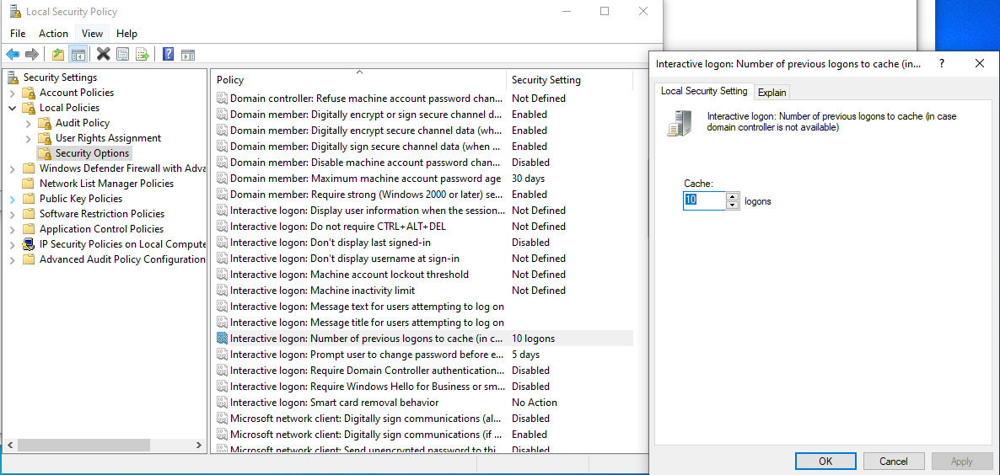 Local Security Policy
File Action View Help
Security Settings
Account Policies
Local Policies
Audit Policy
User Rights Assignment
Security Options
Windows Defender Firewall with Adva
Network List Manager Policies
Public Key Policies
Software Restriction Policies
Application Control Policies
IP Security Policies on Local Compute
Advanced Audit Policy Configuration
Policy Security Setting
Domain controller: Refuse machine account password chan... Not Defined
Domain member: Digitally encrypt or sign secure channel d... Enabled
Domain member: Digitally encrypt secure channel data (wh... Enabled
Domain member: Digitally sign secure channel data (when ... Enabled
Domain member: Disable machine account password chan... Disabled
Domain member: Maximum machine account password age 30 days
Domain member: Require strong (Windows 2000 or later) se... Enabled
Interactive logon: Display user information when the session... Not Defined
Interactive logon: Do not require CTRL+ALT+DEL Not Defined
Interactive logon: Don't display last signed-in Disabled
Interactive logon: Don't display username at sign-in Not Defined
Interactive logon: Machine account lockout threshold Not Defined
Interactive logon: Machine inactivity limit Not Defined
Interactive logon: Message text for users attempting to log on
Interactive logon: Message title for users attempting to log on
Interactive logon: Number of previous logons to cache (in c... 10 logons
Interactive logon: Prompt user to change password before e... 5 days
Interactive logon: Require Domain Controller authentication... Disabled
Interactive logon: Require Windows Hello for Business or sm... Disabled
Interactive logon: Smart card removal behavior No Action
Microsoft network client: Digitally sign communications (al... Disabled
Microsoft network client: Digitally sign communications (if ... Enabled
Microsoft network client: Send unencrypted password to thi... Disabled
Interactive logon: Number of previous logons to cache (in... ?
Local Security Setting Explain
Interactive logon: Number of previous logons to cache (in case
domain controller is not available)
Cache:
10 logons
OK Cancel Apply